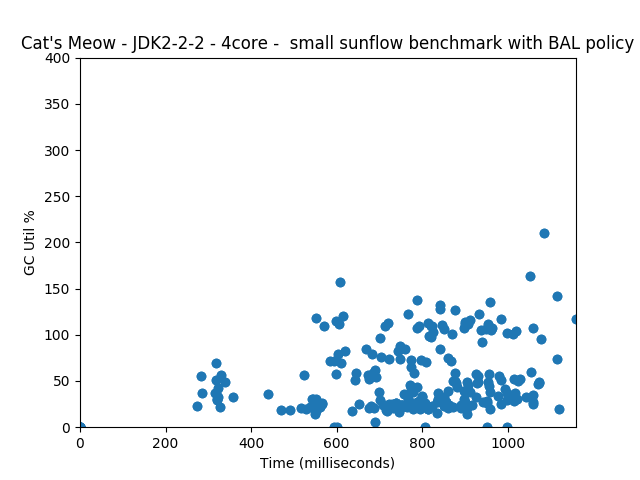 Cat's Meow - JDK2-2-2 - 4core -  small sunflow benchmark with BAL policy
400
350
300
250
200
150
100
50
0
GC Util %
0 200 400 600 800 1000
Time (milliseconds)